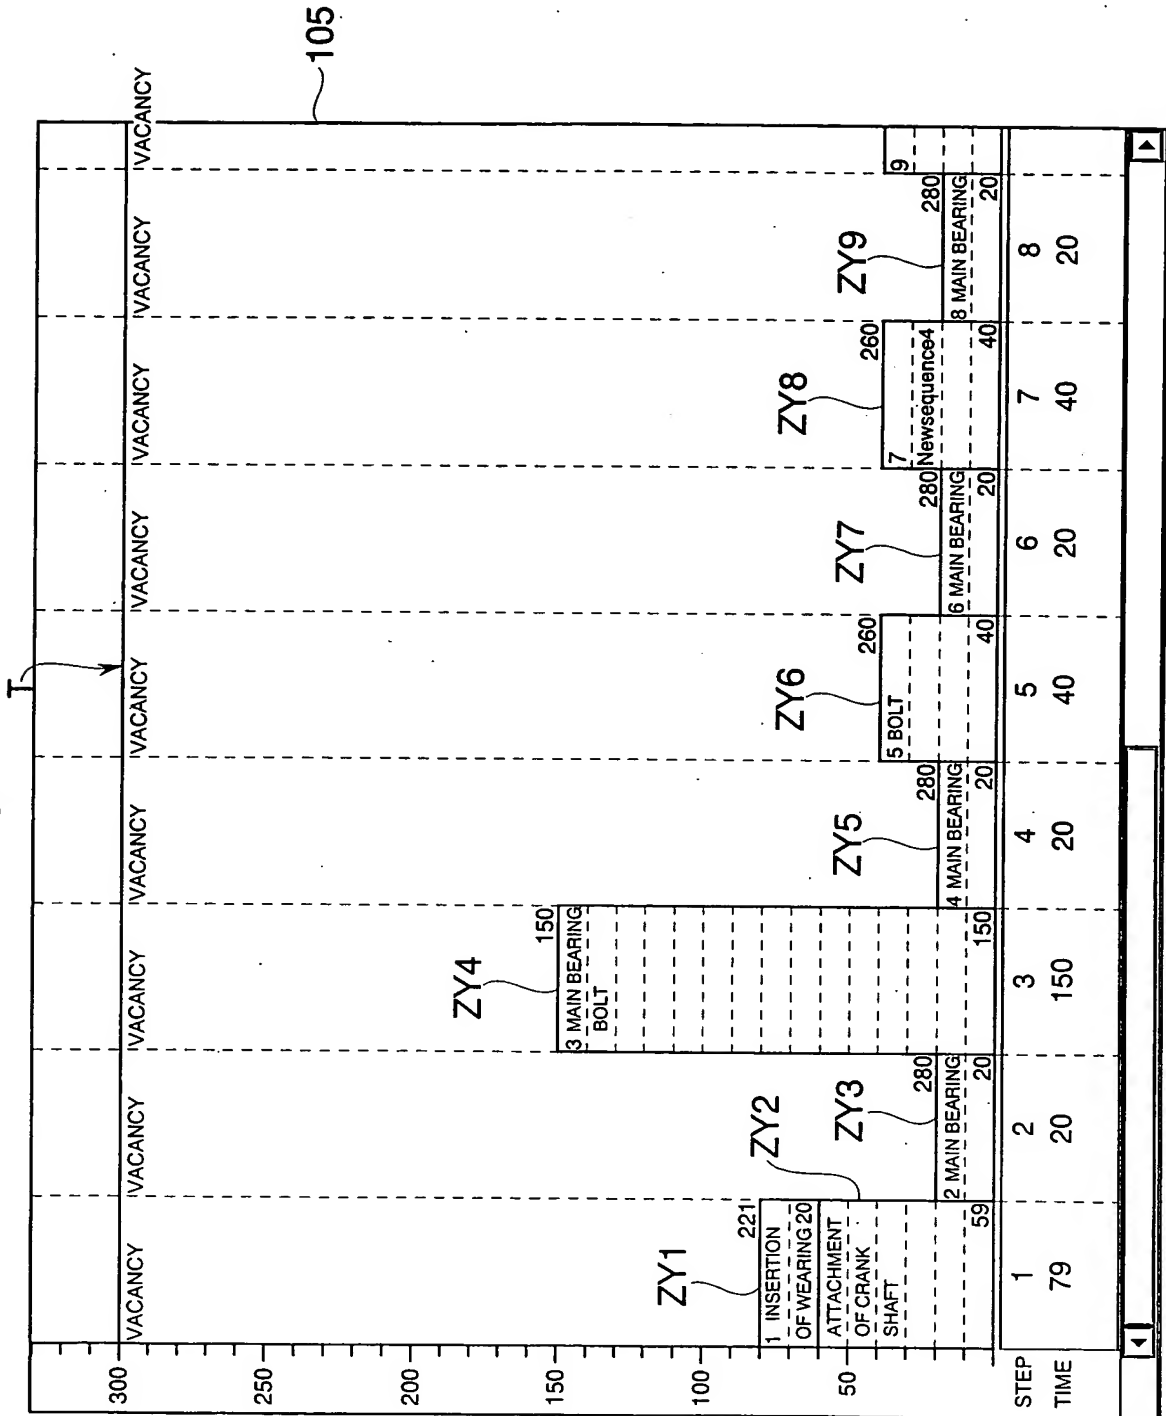 T
105
VACANCY VACANCY VACANCY VACANCY VACANCY VACANCY VACANCY VACANCY VACANCY
300
250
200
150
100
50
ZY1
221
1 INSERTION
OF WEARING 20
ZY2
ATTACHMENT
OF CRANK
SHAFT
59
ZY3
280
2 MAIN BEARING
20
ZY4
150
3 MAIN BEARING
BOLT
150
ZY5
280
4 MAIN BEARING
20
ZY6
260
5 BOLT
40
ZY7
280
6 MAIN BEARING
20
ZY8
260
7
Newsequence4
40
ZY9
280
8 MAIN BEARING
20
9
STEP 1 2 3 4 5 6 7 8
TIME 79 20 150 20 40 20 40 20